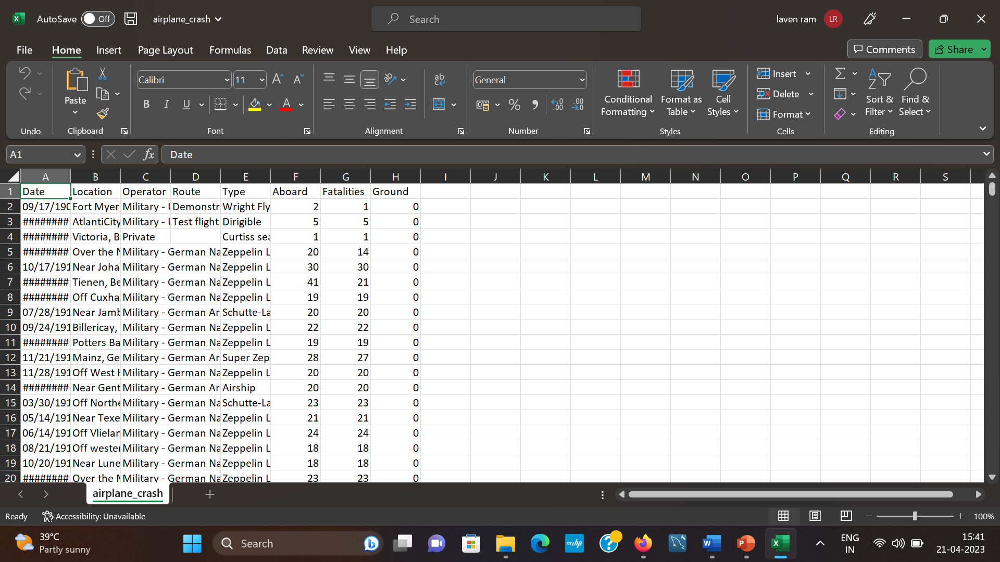 AutoSave Off airplane_crash Search laven ram LR
File Home Insert Page Layout Formulas Data Review View Help Comments Share
Paste Calibri 11 General Conditional Formatting Format as Table Cell Styles Insert Delete Format Sort & Filter Find & Select
B I U
Undo Clipboard Font Alignment Number Styles Cells Editing
A1 fx Date
A B C D E F G H I J K L M N O P Q R S
1 Date Location Operator Route Type Aboard Fatalities Ground
2 09/17/190 Fort Myer, Military - U Demonstr Wright Fly 2 1 0
3 ######## AtlantiCity Military - U Test flight Dirigible 5 5 0
4 ######## Victoria, B Private Curtiss sea 1 1 0
5 ######## Over the N Military - German Na Zeppelin L 20 14 0
6 10/17/191 Near Joha Military - German Na Zeppelin L 30 30 0
7 ######## Tienen, Be Military - German Na Zeppelin L 41 21 0
8 ######## Off Cuxha Military - German Na Zeppelin L 19 19 0
9 07/28/191 Near Jamb Military - German Ar Schutte-La 20 20 0
10 09/24/191 Billericay, Military - German Na Zeppelin L 22 22 0
11 ######## Potters Ba Military - German Na Zeppelin L 19 19 0
12 11/21/191 Mainz, Ge Military - German Ar Super Zep 28 27 0
13 11/28/191 Off West H Military - German Na Zeppelin L 20 20 0
14 ######## Near Gent Military - German Ar Airship 20 20 0
15 03/30/191 Off Northe Military - German Na Schutte-La 23 23 0
16 05/14/191 Near Texe Military - German Na Zeppelin L 21 21 0
17 06/14/191 Off Vlielan Military - German Na Zeppelin L 24 24 0
18 08/21/191 Off wester Military - German Na Zeppelin L 18 18 0
19 10/20/191 Near Lune Military - German Na Zeppelin L 18 18 0
20 ######## Over the M Military - German Na Zeppelin L 23 23 0
airplane_crash
Ready Accessibility: Unavailable 100%
39°C
Partly sunny
Search
ENG
IN
15:41
21-04-2023